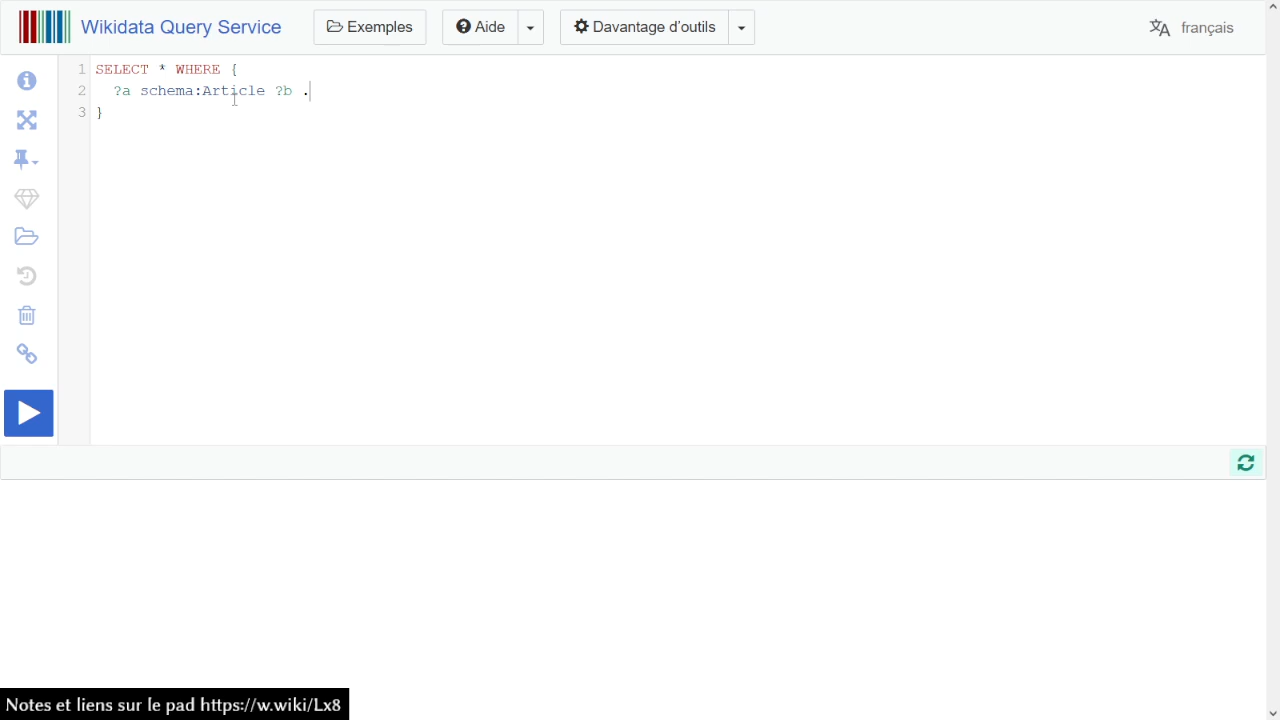 Wikidata Query Service
Exemples
Aide
Davantage d'outils
français
1 SELECT * WHERE {
2 ?a schema:Article ?b .
3 }
Notes et liens sur le pad https://w.wiki/Lx8